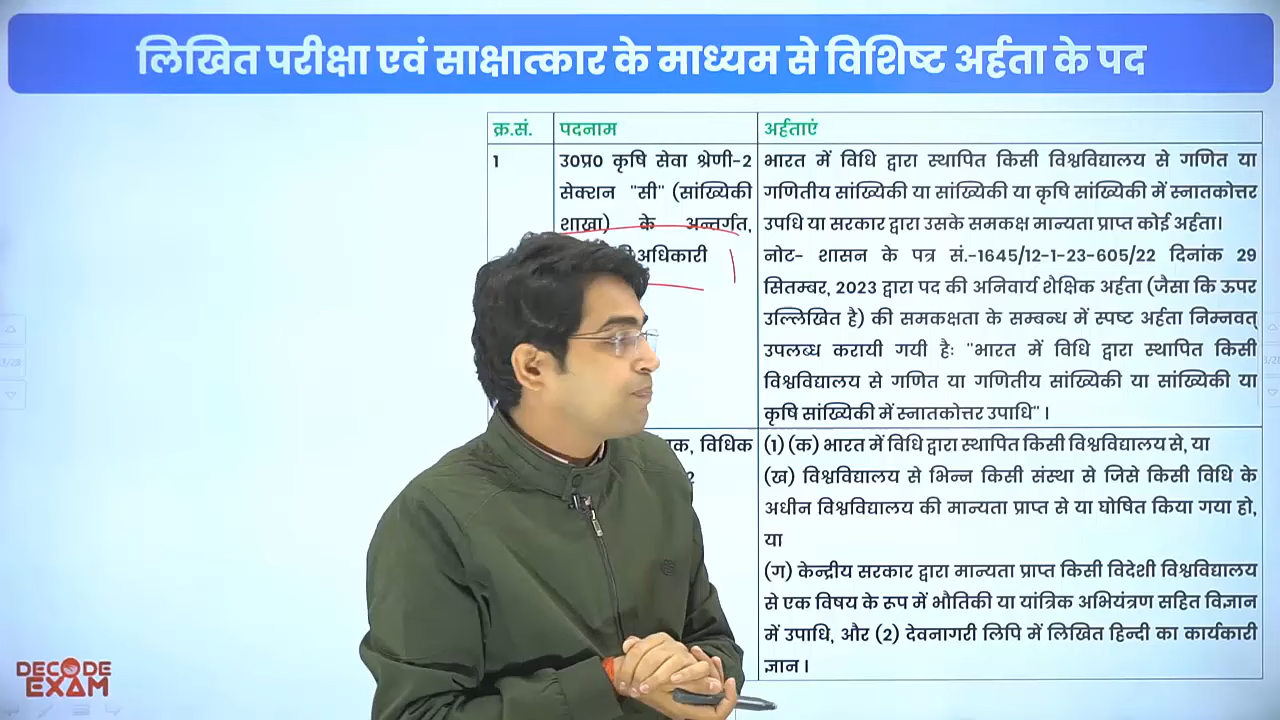 लिखित परीक्षा एवं साक्षात्कार के माध्यम से विशिष्ट अर्हता के पद
क्र.सं. पदनाम अर्हताएं
1
उ0प्र0 कृषि सेवा श्रेणी-2
सेक्शन "सी" (सांख्यिकी
शाखा) के अन्तर्गत,
अधिकारी
भारत में विधि द्वारा स्थापित किसी विश्वविद्यालय से गणित या
गणितीय सांख्यिकी या सांख्यिकी या कृषि सांख्यिकी में स्नातकोत्तर
उपधि या सरकार द्वारा उसके समकक्ष मान्यता प्राप्त कोई अर्हता।
नोट- शासन के पत्र सं.-1645/12-1-23-605/22 दिनांक 29
सितम्बर, 2023 द्वारा पद की अनिवार्य शैक्षिक अर्हता (जैसा कि ऊपर
उल्लिखित है) की समकक्षता के सम्बन्ध में स्पष्ट अर्हता निम्नवत्
उपलब्ध करायी गयी हैः "भारत में विधि द्वारा स्थापित किसी
विश्वविद्यालय से गणित या गणितीय सांख्यिकी या सांख्यिकी या
कृषि सांख्यिकी में स्नातकोत्तर उपाधि" ।
क, विधिक
(1) (क) भारत में विधि द्वारा स्थापित किसी विश्वविद्यालय से, या
(ख) विश्वविद्यालय से भिन्न किसी संस्था से जिसे किसी विधि के
अधीन विश्वविद्यालय की मान्यता प्राप्त से या घोषित किया गया हो,
या
(ग) केन्द्रीय सरकार द्वारा मान्यता प्राप्त किसी विदेशी विश्वविद्यालय
से एक विषय के रूप में भौतिकी या यांत्रिक अभियंत्रण सहित विज्ञान
में उपाधि, और (2) देवनागरी लिपि में लिखित हिन्दी का कार्यकारी
ज्ञान ।
DECODE
EXAM